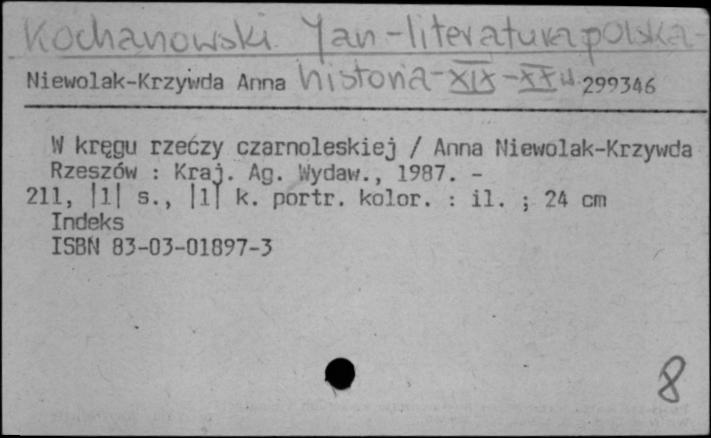 Kochanowski Jan - literatura polska -
historia - XIX - XX w.
Niewolak-Krzywda Anna 299346
W kręgu rzeczy czarnoleskiej / Anna Niewolak-Krzywda
Rzeszów : Kraj. Ag. Wydaw., 1987. -
211, |1| s., |1| k. portr. kolor. : il. ; 24 cm
Indeks
ISBN 83-03-01897-3
8